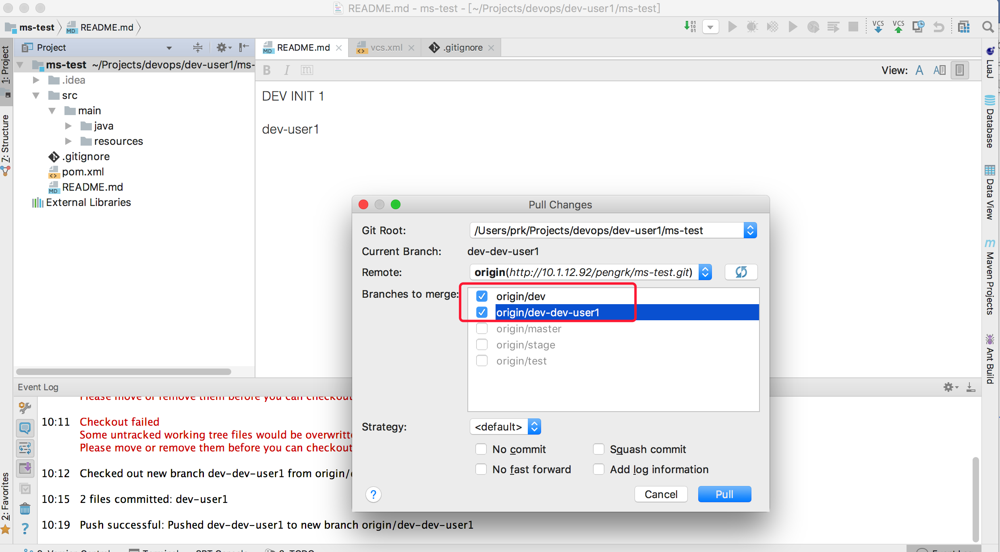 README.md - ms-test - [~/Projects/devops/dev-user1/ms-test]
ms-test
README.md
VCS
VCS
1: Project
7: Structure
2: Favorites
Project
ms-test ~/Projects/devops/dev-user1/ms-
.idea
src
main
java
resources
.gitignore
pom.xml
README.md
External Libraries
README.md
vcs.xml
.gitignore
B I m
View: A A
DEV INIT 1
dev-user1
LuaJ
Database
Data View
Maven Projects
Ant Build
Pull Changes
Git Root: /Users/prk/Projects/devops/dev-user1/ms-test
Current Branch: dev-dev-user1
Remote: origin(http://10.1.12.92/pengrk/ms-test.git)
Branches to merge:
origin/dev
origin/dev-dev-user1
origin/master
origin/stage
origin/test
Strategy: <default>
No commit
Squash commit
No fast forward
Add log information
?
Cancel
Pull
Event Log
Please move or remove them before you can checkout
10:11 Checkout failed
Some untracked working tree files would be overwritte
Please move or remove them before you can checkout
10:12 Checked out new branch dev-dev-user1 from origin/
10:15 2 files committed: dev-user1
10:19 Push successful: Pushed dev-dev-user1 to new branch origin/dev-dev-user1